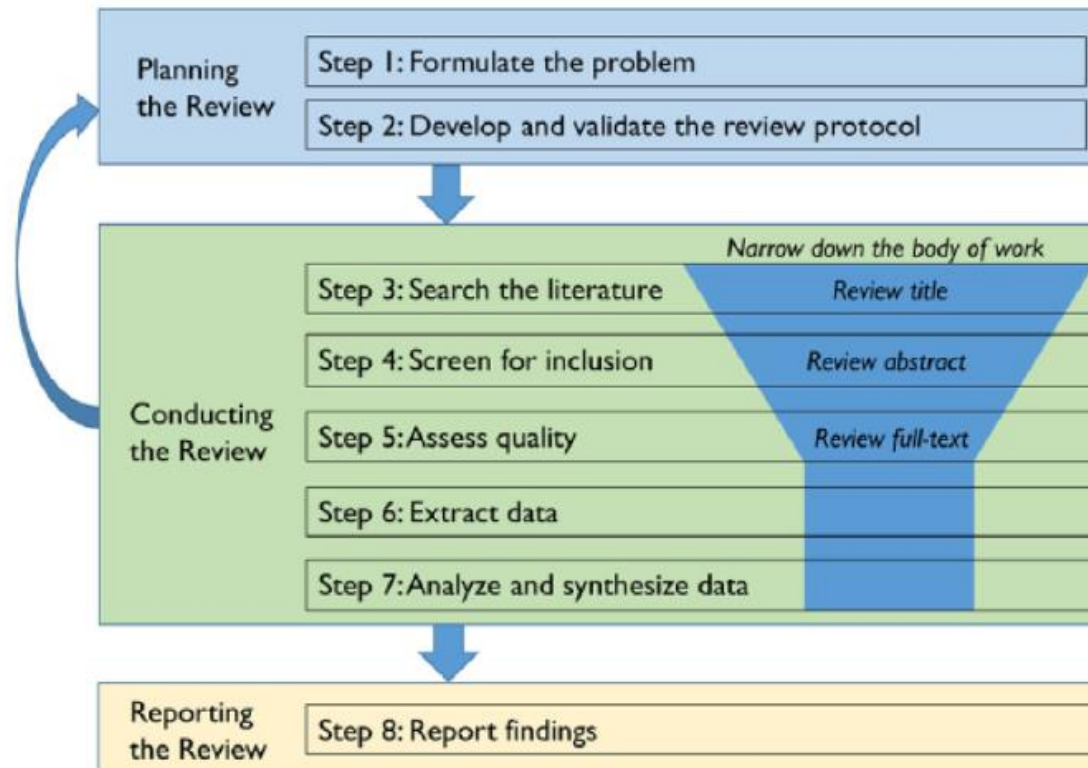 Planning
the Review
Step 1: Formulate the problem
Step 2: Develop and validate the review protocol
Conducting
the Review
Narrow down the body of work
Step 3: Search the literature
Review title
Step 4: Screen for inclusion
Review abstract
Step 5: Assess quality
Review full-text
Step 6: Extract data
Step 7: Analyze and synthesize data
Reporting
the Review
Step 8: Report findings